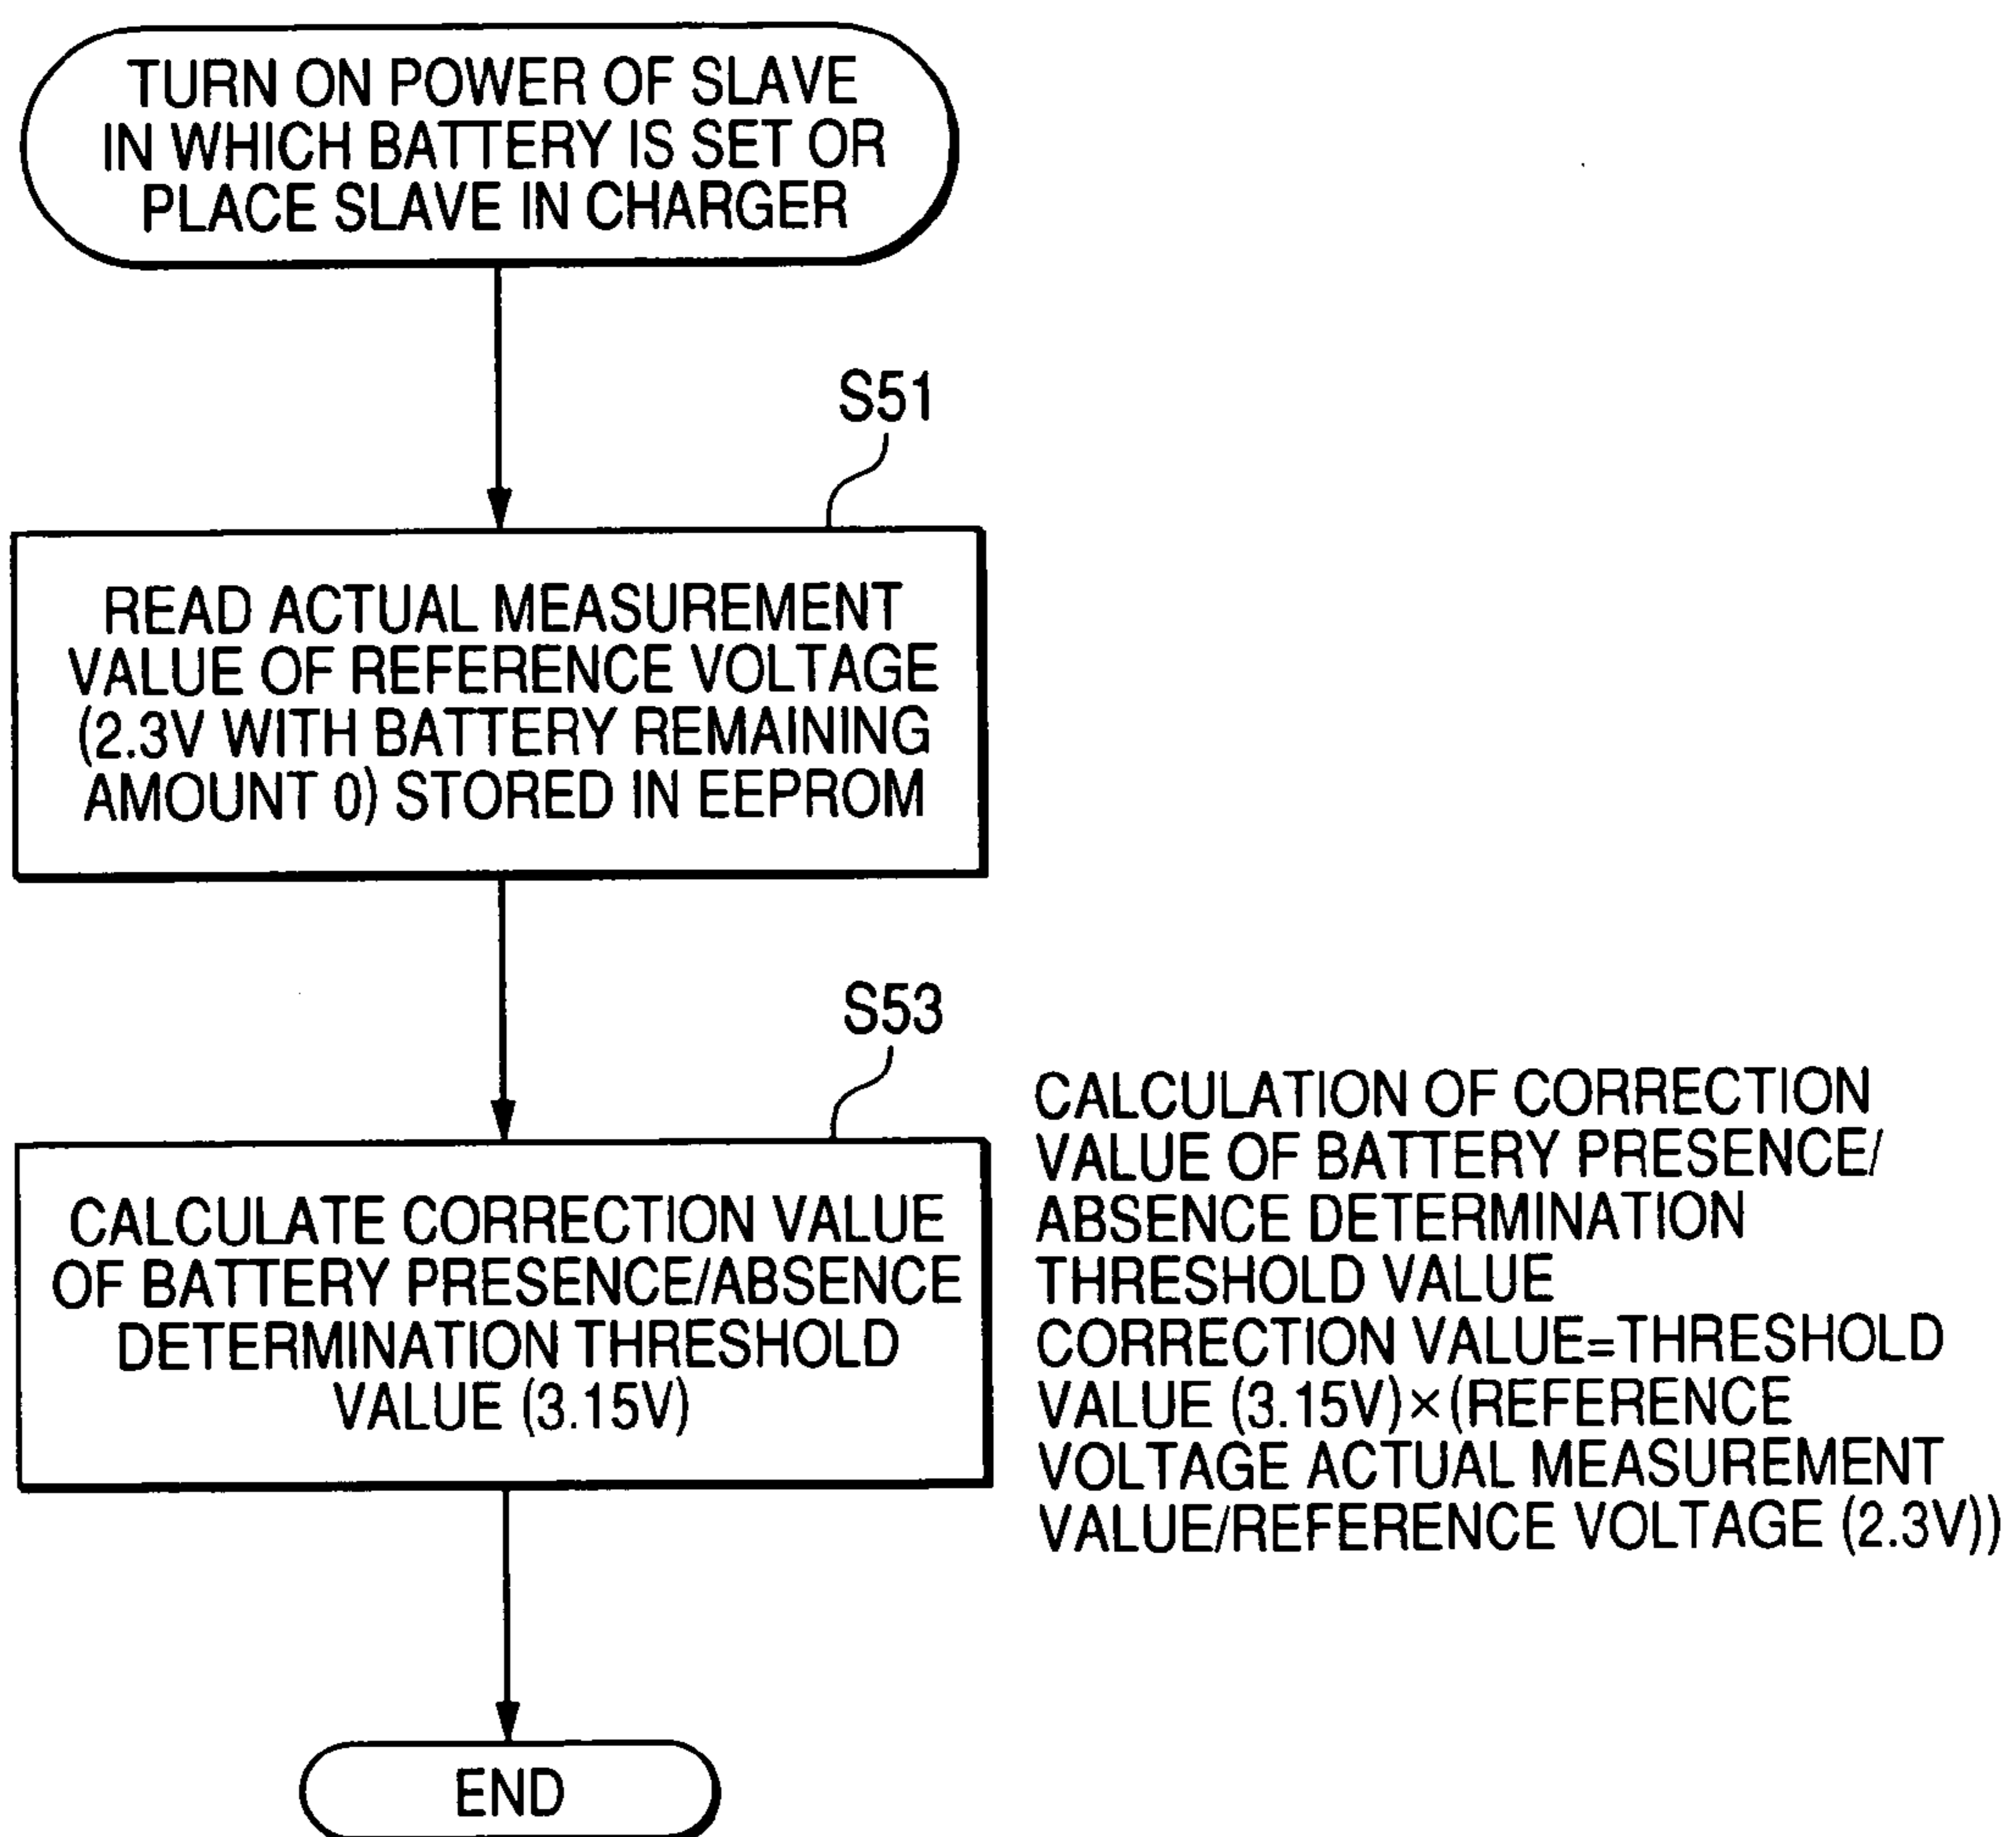 TURN ON POWER OF SLAVE
IN WHICH BATTERY IS SET OR
PLACE SLAVE IN CHARGER
S51
READ ACTUAL MEASUREMENT
VALUE OF REFERENCE VOLTAGE
(2.3V WITH BATTERY REMAINING
AMOUNT 0) STORED IN EEPROM
S53
CALCULATE CORRECTION VALUE
OF BATTERY PRESENCE/ABSENCE
DETERMINATION THRESHOLD
VALUE (3.15V)
CALCULATION OF CORRECTION
VALUE OF BATTERY PRESENCE/
ABSENCE DETERMINATION
THRESHOLD VALUE
CORRECTION VALUE=THRESHOLD
VALUE (3.15V)×(REFERENCE
VOLTAGE ACTUAL MEASUREMENT
VALUE/REFERENCE VOLTAGE (2.3V))
END